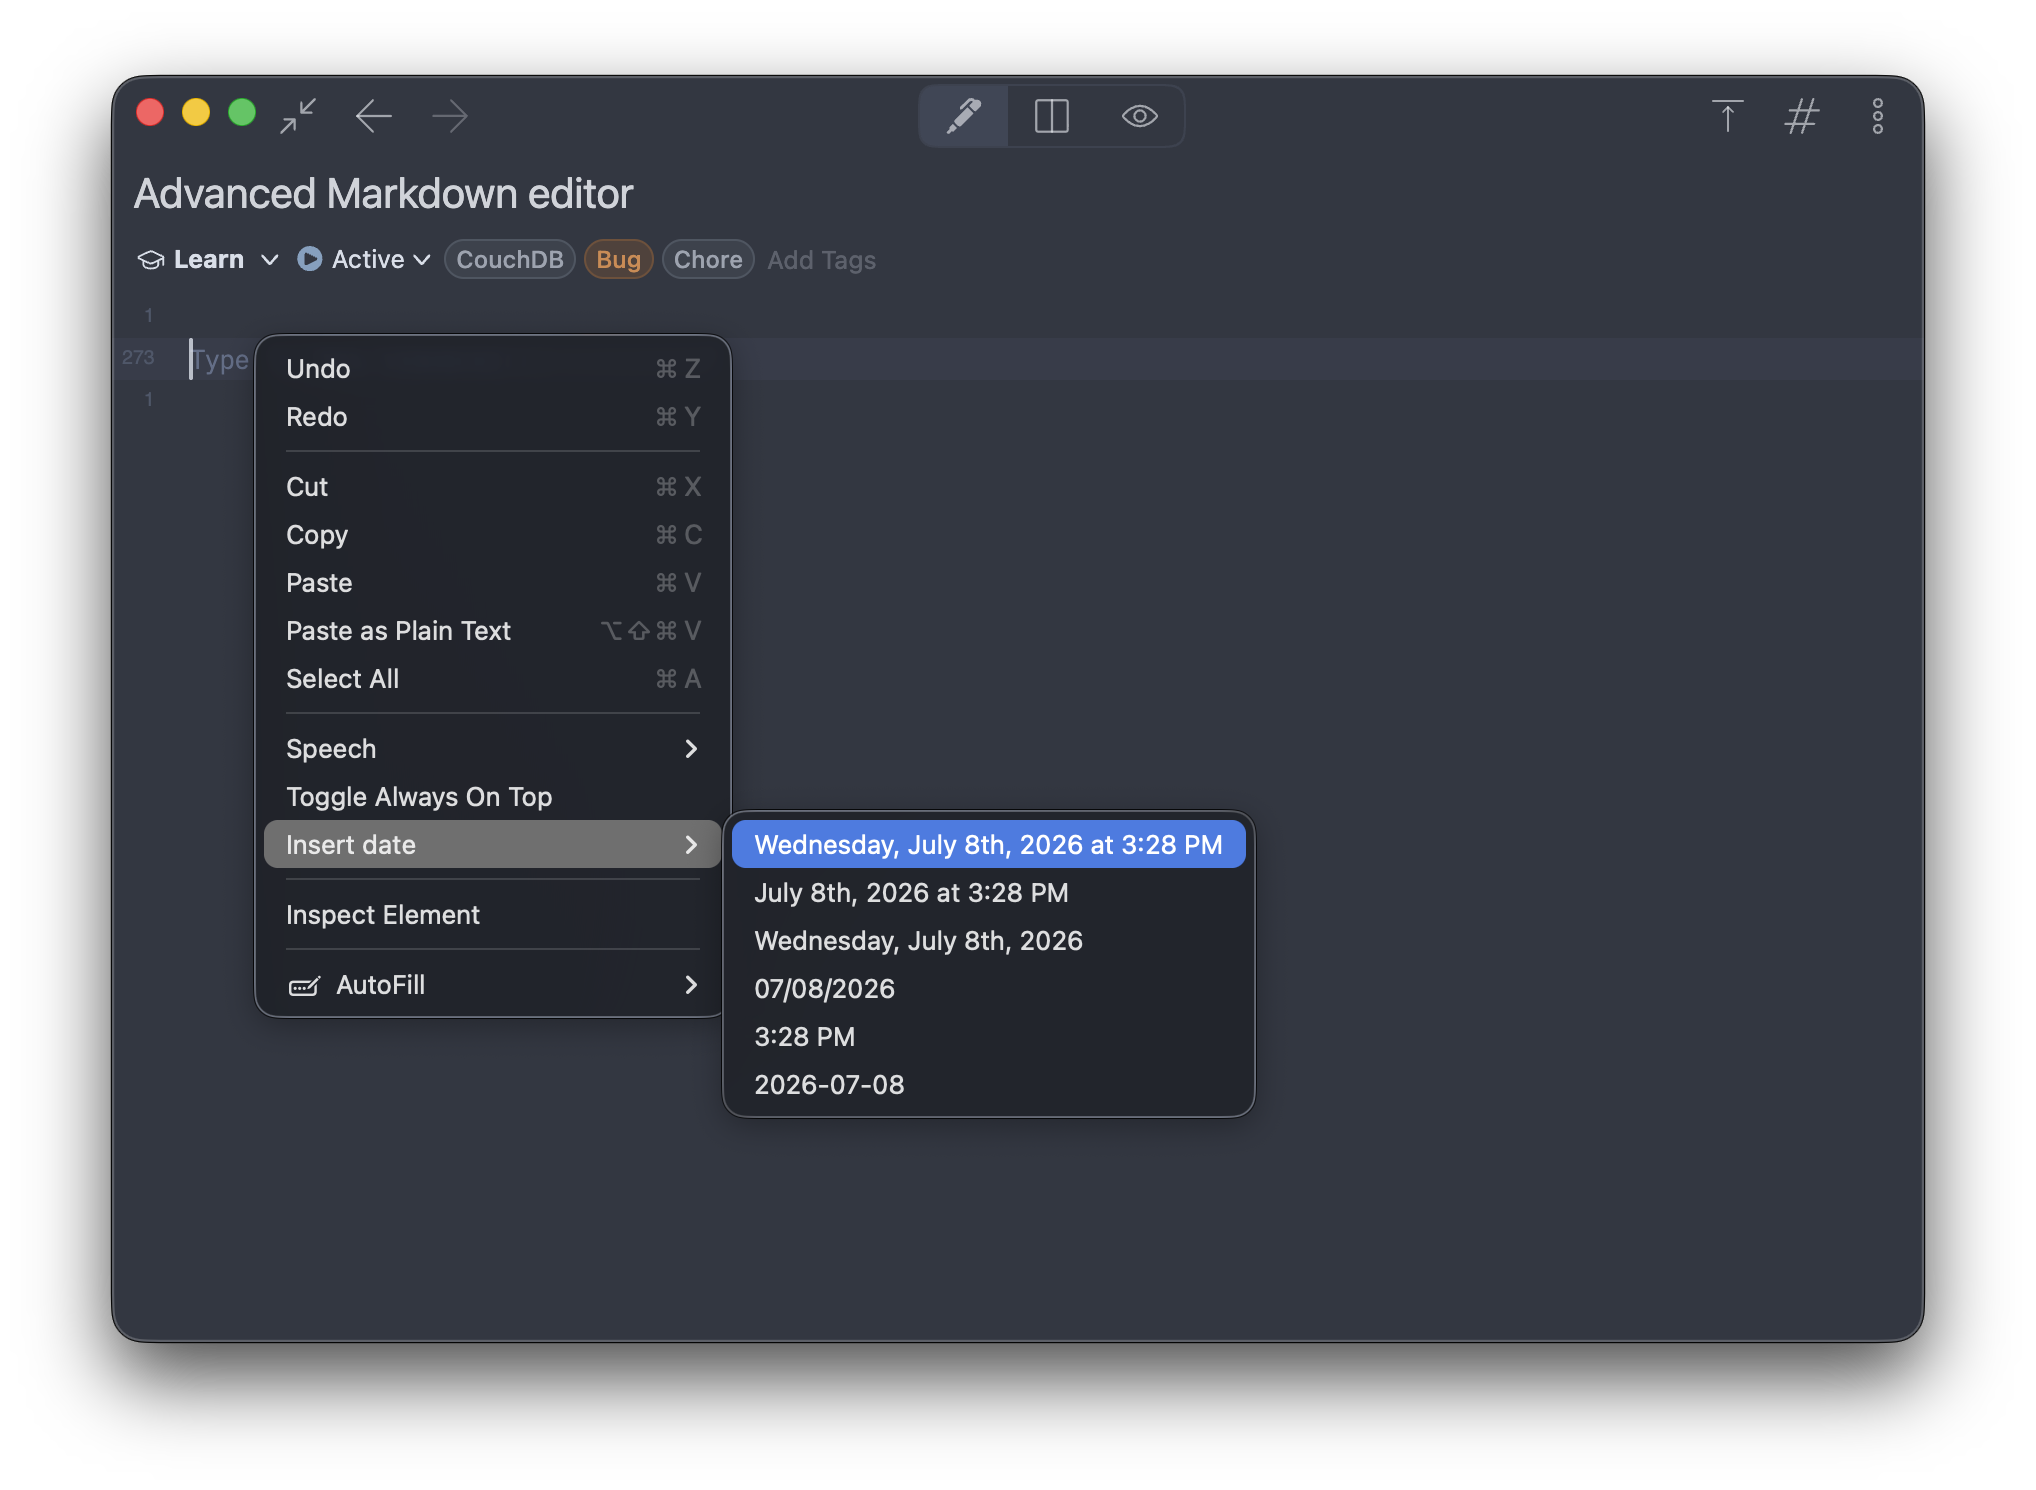 Advanced Markdown editor
Learn Active CouchDB Bug Chore Add Tags
1
273 Type
1
Undo ⌘ Z
Redo ⌘ Y
Cut ⌘ X
Copy ⌘ C
Paste ⌘ V
Paste as Plain Text ⌥⇧⌘ V
Select All ⌘ A
Speech
Toggle Always On Top
Insert date
Inspect Element
AutoFill
Wednesday, July 8th, 2026 at 3:28 PM
July 8th, 2026 at 3:28 PM
Wednesday, July 8th, 2026
07/08/2026
3:28 PM
2026-07-08